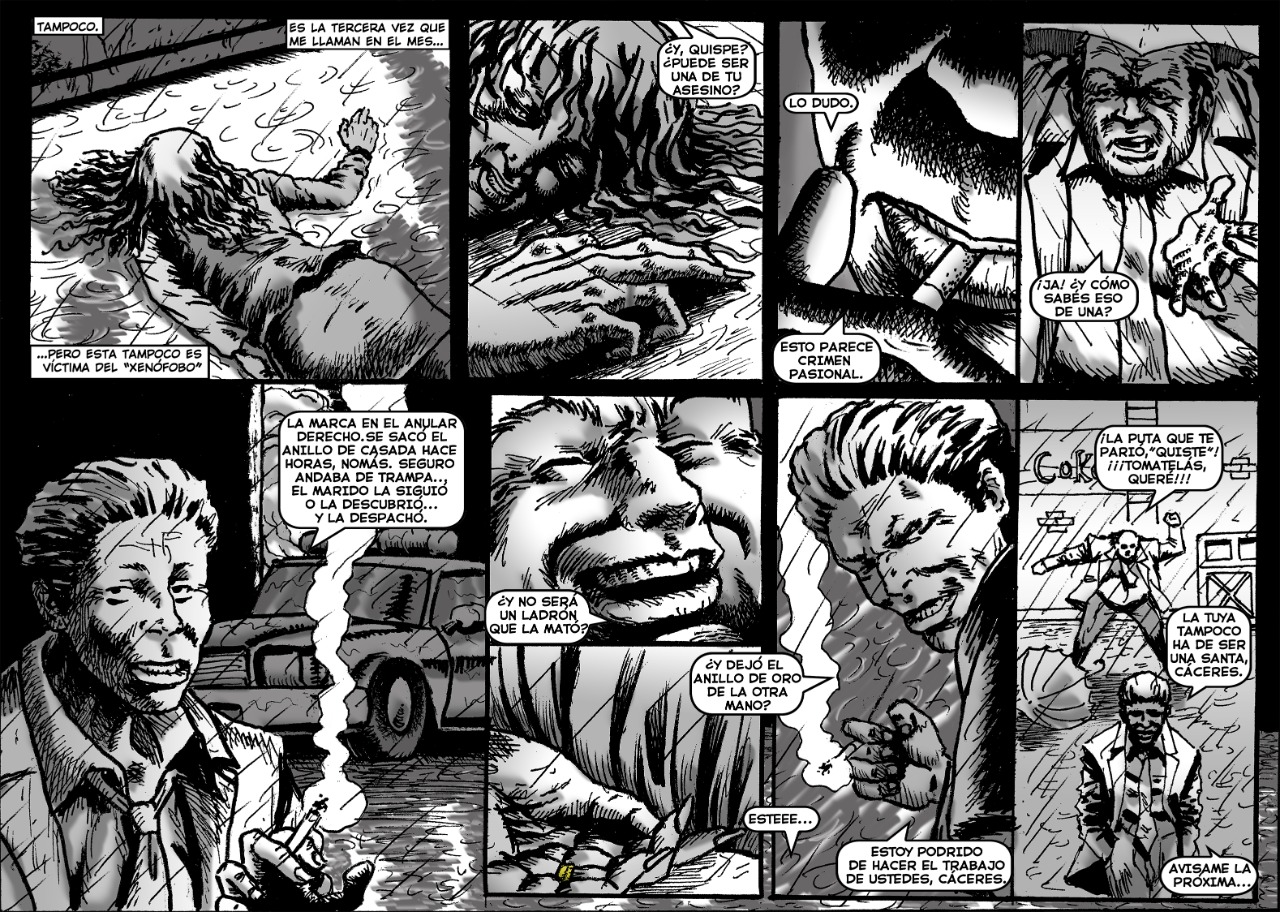 TAMPOCO.
ES LA TERCERA VEZ QUE
ME LLAMAN EN EL MES...
...PERO ESTA TAMPOCO ES
VÍCTIMA DEL "XENÓFOBO"
¿Y, QUISPE?
¿PUEDE SER
UNA DE TU
ASESINO?
LO DUDO.
ESTO PARECE
CRIMEN
PASIONAL.
¡JA! ¿Y CÓMO
SABÉS ESO
DE UNA?
LA MARCA EN EL ANULAR
DERECHO.SE SACÓ EL
ANILLO DE CASADA HACE
HORAS, NOMÁS. SEGURO
ANDABA DE TRAMPA..,
EL MARIDO LA SIGUIÓ
O LA DESCUBRIÓ...
Y LA DESPACHÓ.
¿Y NO SERÁ
UN LADRÓN
QUE LA MATÓ?
¿Y DEJÓ EL
ANILLO DE ORO
DE LA OTRA
MANO?
ESTEEE...
ESTOY PODRIDO
DE HACER EL TRABAJO
DE USTEDES, CÁCERES.
¡LA PUTA QUE TE
PARIÓ,"QUISTE"!
¡¡¡TOMATELÁS,
QUERÉ!!!
LA TUYA
TAMPOCO
HA DE SER
UNA SANTA,
CÁCERES.
AVISAME LA
PRÓXIMA...